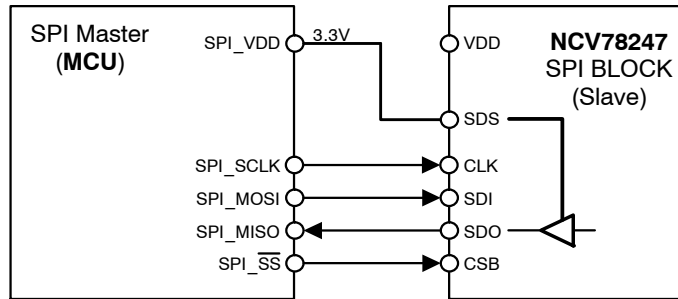 SPI Master
(MCU)
SPI_VDD
3.3V
SPI_SCLK
SPI_MOSI
SPI_MISO
SPI_S̅S̅
VDD
NCV78247
SPI BLOCK
(Slave)
SDS
CLK
SDI
SDO
CSB